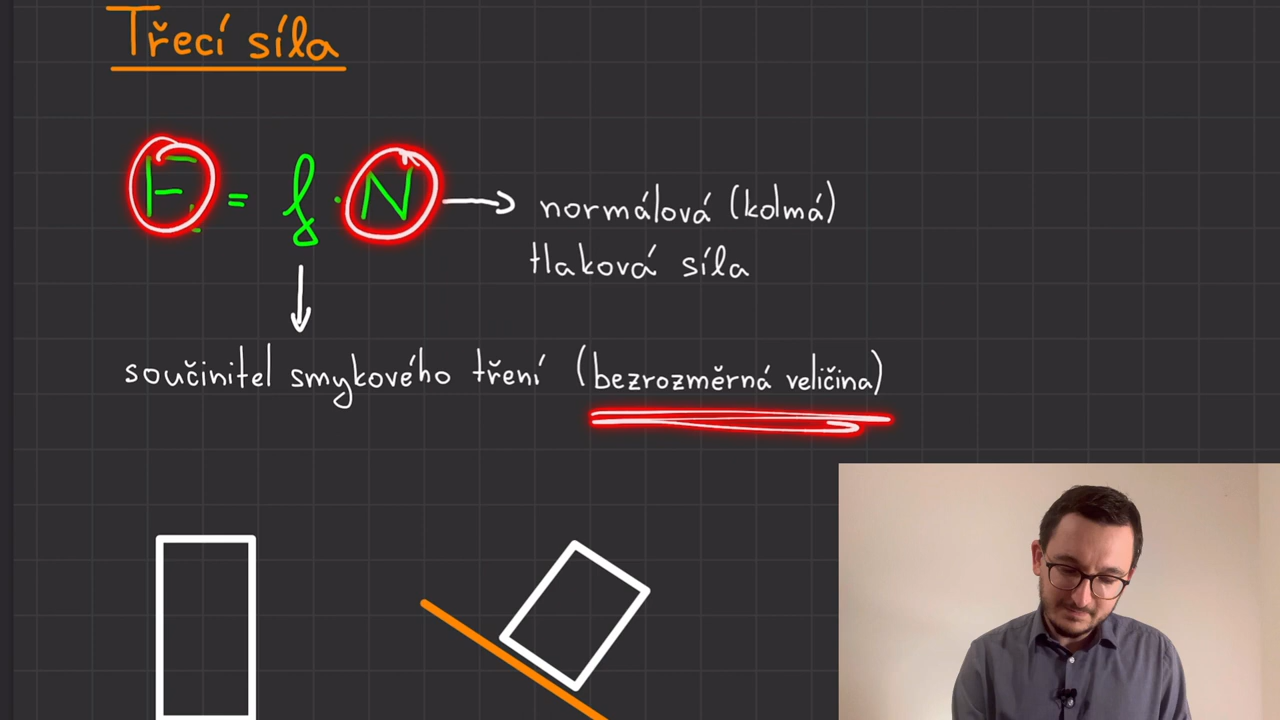 Třecí síla
F = f · N → normálová (kolmá)
tlaková síla
součinitel smykového tření (bezrozměrná veličina)